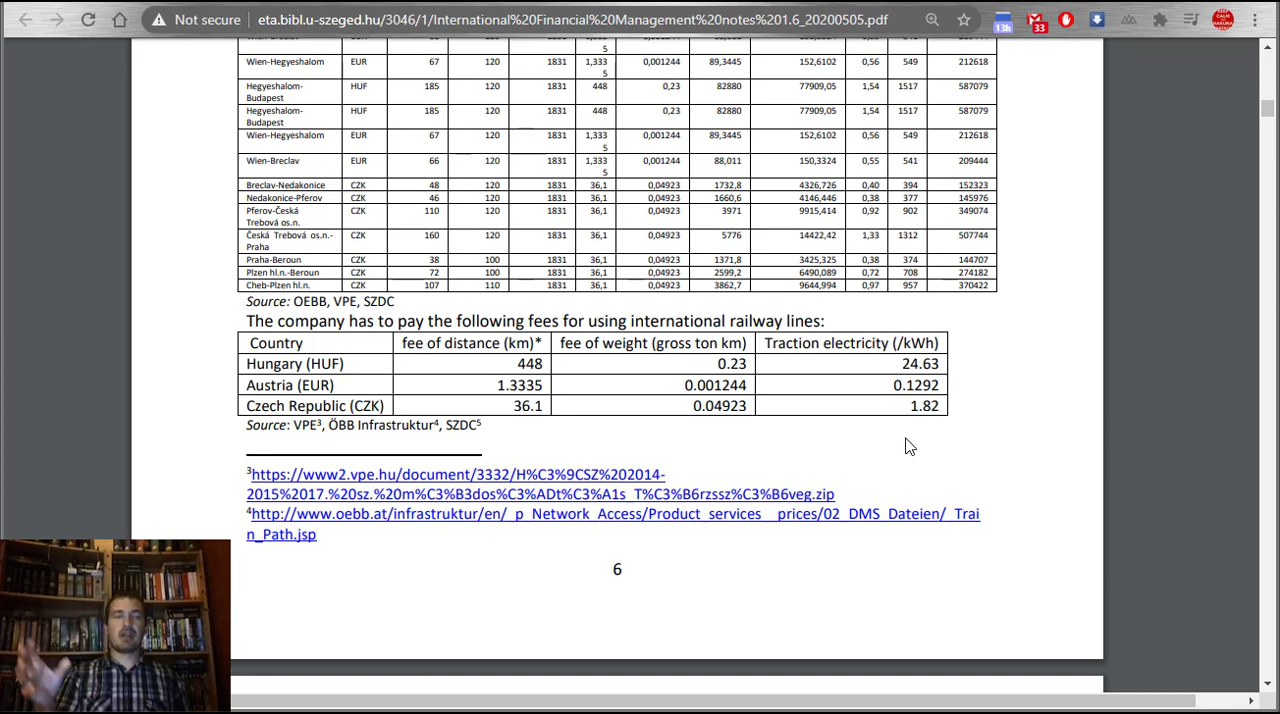 Not secure
eta.bibl.u-szeged.hu/3046/1/International%20Financial%20Management%20notes%201.6_20200505.pdf
13h
33
5
Wien-Hegyeshalom EUR 67 120 1831 1,333 0,001244 89,3445 152,6102 0,56 549 212618
5
Hegyeshalom- HUF 185 120 1831 448 0,23 82880 77909,05 1,54 1517 587079
Budapest
Hegyeshalom- HUF 185 120 1831 448 0,23 82880 77909,05 1,54 1517 587079
Budapest
Wien-Hegyeshalom EUR 67 120 1831 1,333 0,001244 89,3445 152,6102 0,56 549 212618
5
Wien-Breclav EUR 66 120 1831 1,333 0,001244 88,011 150,3324 0,55 541 209444
5
Breclav-Nedakonice CZK 48 120 1831 36,1 0,04923 1732,8 4326,726 0,40 394 152323
Nedakonice-Pferov CZK 46 120 1831 36,1 0,04923 1660,6 4146,446 0,38 377 145976
Pferov-Česká CZK 110 120 1831 36,1 0,04923 3971 9915,414 0,92 902 349074
Trebová os.n.
Česká Trebová os.n.- CZK 160 120 1831 36,1 0,04923 5776 14422,42 1,33 1312 507744
Praha
Praha-Beroun CZK 38 100 1831 36,1 0,04923 1371,8 3425,325 0,38 374 144707
Plzen hl.n.-Beroun CZK 72 100 1831 36,1 0,04923 2599,2 6490,089 0,72 708 274182
Cheb-Plzen hl.n. CZK 107 110 1831 36,1 0,04923 3862,7 9644,994 0,97 957 370422
Source: OEBB, VPE, SZDC
The company has to pay the following fees for using international railway lines:
Country fee of distance (km)* fee of weight (gross ton km) Traction electricity (/kWh)
Hungary (HUF) 448 0.23 24.63
Austria (EUR) 1.3335 0.001244 0.1292
Czech Republic (CZK) 36.1 0.04923 1.82
Source: VPE³, ÖBB Infrastruktur⁴, SZDC⁵
³https://www2.vpe.hu/document/3332/H%C3%9CSZ%202014-
2015%2017.%20sz.%20m%C3%B3dos%C3%ADt%C3%A1s_T%C3%B6rzssz%C3%B6veg.zip
⁴http://www.oebb.at/infrastruktur/en/_p_Network_Access/Product_services__prices/02_DMS_Dateien/_Trai
n_Path.jsp
6